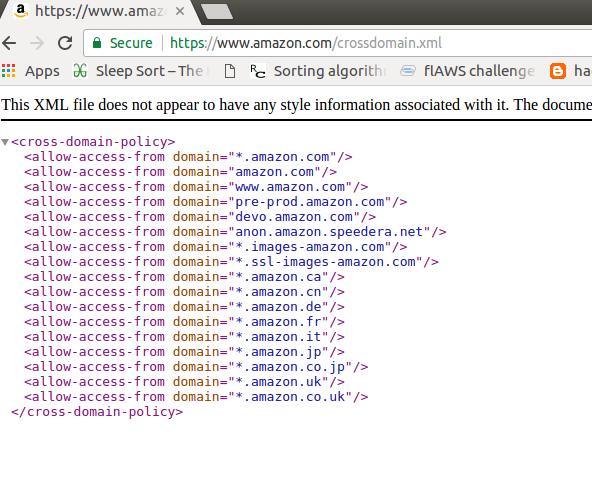 https://www.amaz
Secure https://www.amazon.com/crossdomain.xml
Apps Sleep Sort – The Sorting algorith flAWS challenge ha
This XML file does not appear to have any style information associated with it. The docume
<cross-domain-policy>
<allow-access-from domain="*.amazon.com"/>
<allow-access-from domain="amazon.com"/>
<allow-access-from domain="www.amazon.com"/>
<allow-access-from domain="pre-prod.amazon.com"/>
<allow-access-from domain="devo.amazon.com"/>
<allow-access-from domain="anon.amazon.speedera.net"/>
<allow-access-from domain="*.images-amazon.com"/>
<allow-access-from domain="*.ssl-images-amazon.com"/>
<allow-access-from domain="*.amazon.ca"/>
<allow-access-from domain="*.amazon.cn"/>
<allow-access-from domain="*.amazon.de"/>
<allow-access-from domain="*.amazon.fr"/>
<allow-access-from domain="*.amazon.it"/>
<allow-access-from domain="*.amazon.jp"/>
<allow-access-from domain="*.amazon.co.jp"/>
<allow-access-from domain="*.amazon.uk"/>
<allow-access-from domain="*.amazon.co.uk"/>
</cross-domain-policy>